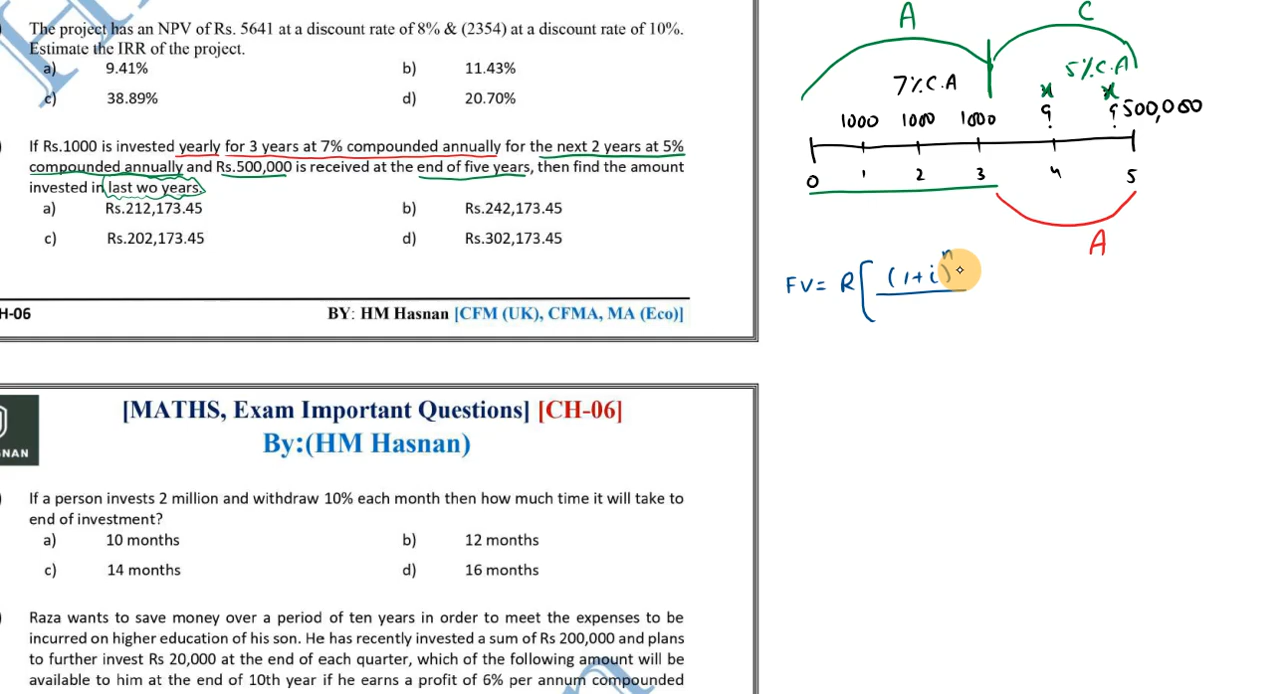 The project has an NPV of Rs. 5641 at a discount rate of 8% & (2354) at a discount rate of 10%.
Estimate the IRR of the project.
a) 9.41% b) 11.43%
c) 38.89% d) 20.70%
If Rs.1000 is invested yearly for 3 years at 7% compounded annually for the next 2 years at 5%
compounded annually and Rs.500,000 is received at the end of five years, then find the amount
invested in last wo years.
a) Rs.212,173.45 b) Rs.242,173.45
c) Rs.202,173.45 d) Rs.302,173.45
H-06 BY: HM Hasnan [CFM (UK), CFMA, MA (Eco)]
A C
7% C.A 5% C.A
x x
1000 1000 1000 ? ? 500,000
0 1 2 3 4 5
A
FV= R[ (1+i)n
SNAN
[MATHS, Exam Important Questions] [CH-06]
By:(HM Hasnan)
If a person invests 2 million and withdraw 10% each month then how much time it will take to
end of investment?
a) 10 months b) 12 months
c) 14 months d) 16 months
Raza wants to save money over a period of ten years in order to meet the expenses to be
incurred on higher education of his son. He has recently invested a sum of Rs 200,000 and plans
to further invest Rs 20,000 at the end of each quarter, which of the following amount will be
available to him at the end of 10th year if he earns a profit of 6% per annum compounded